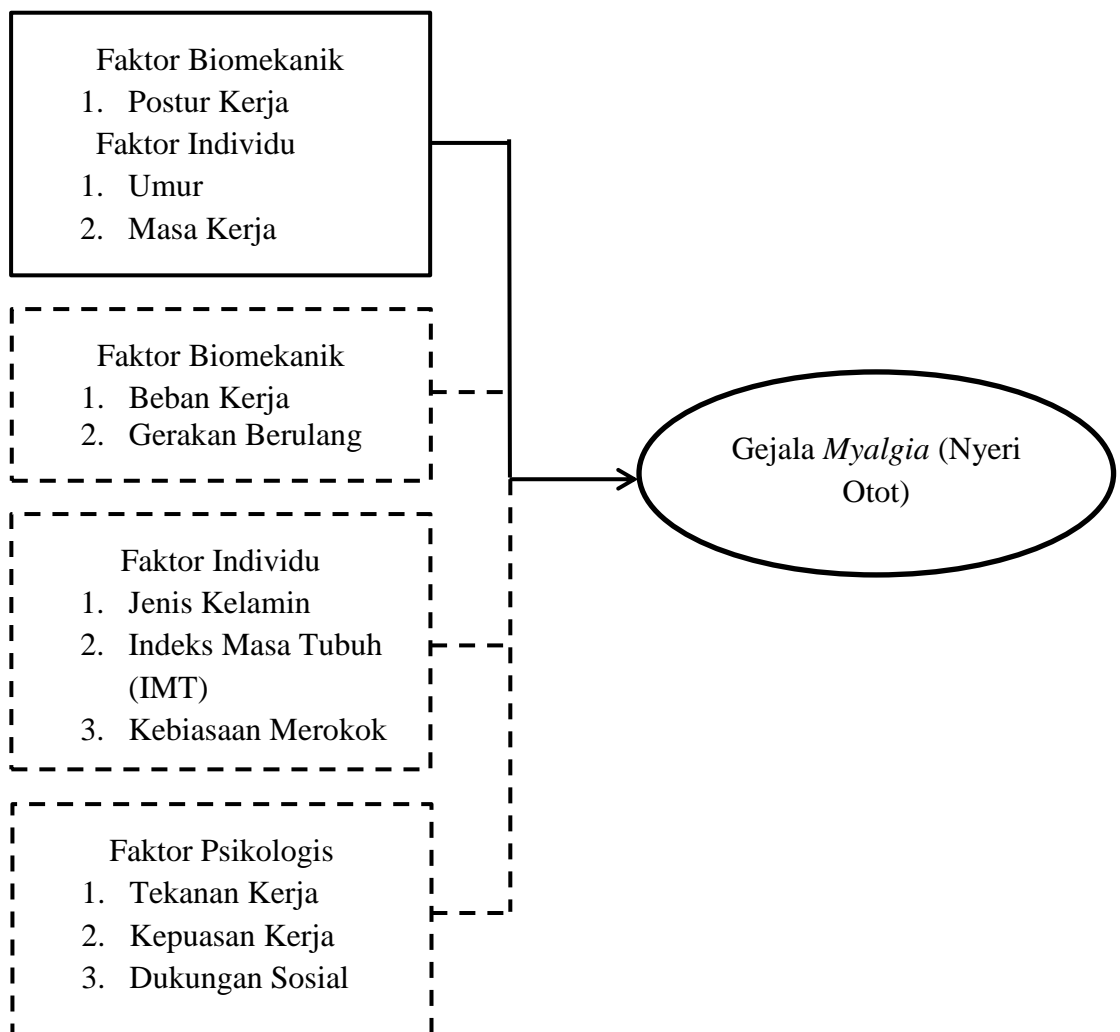 Faktor Biomekanik
1. Postur Kerja
Faktor Individu
1. Umur
2. Masa Kerja
Faktor Biomekanik
1. Beban Kerja
2. Gerakan Berulang
Faktor Individu
1. Jenis Kelamin
2. Indeks Masa Tubuh
(IMT)
3. Kebiasaan Merokok
Faktor Psikologis
1. Tekanan Kerja
2. Kepuasan Kerja
3. Dukungan Sosial
Gejala Myalgia (Nyeri
Otot)